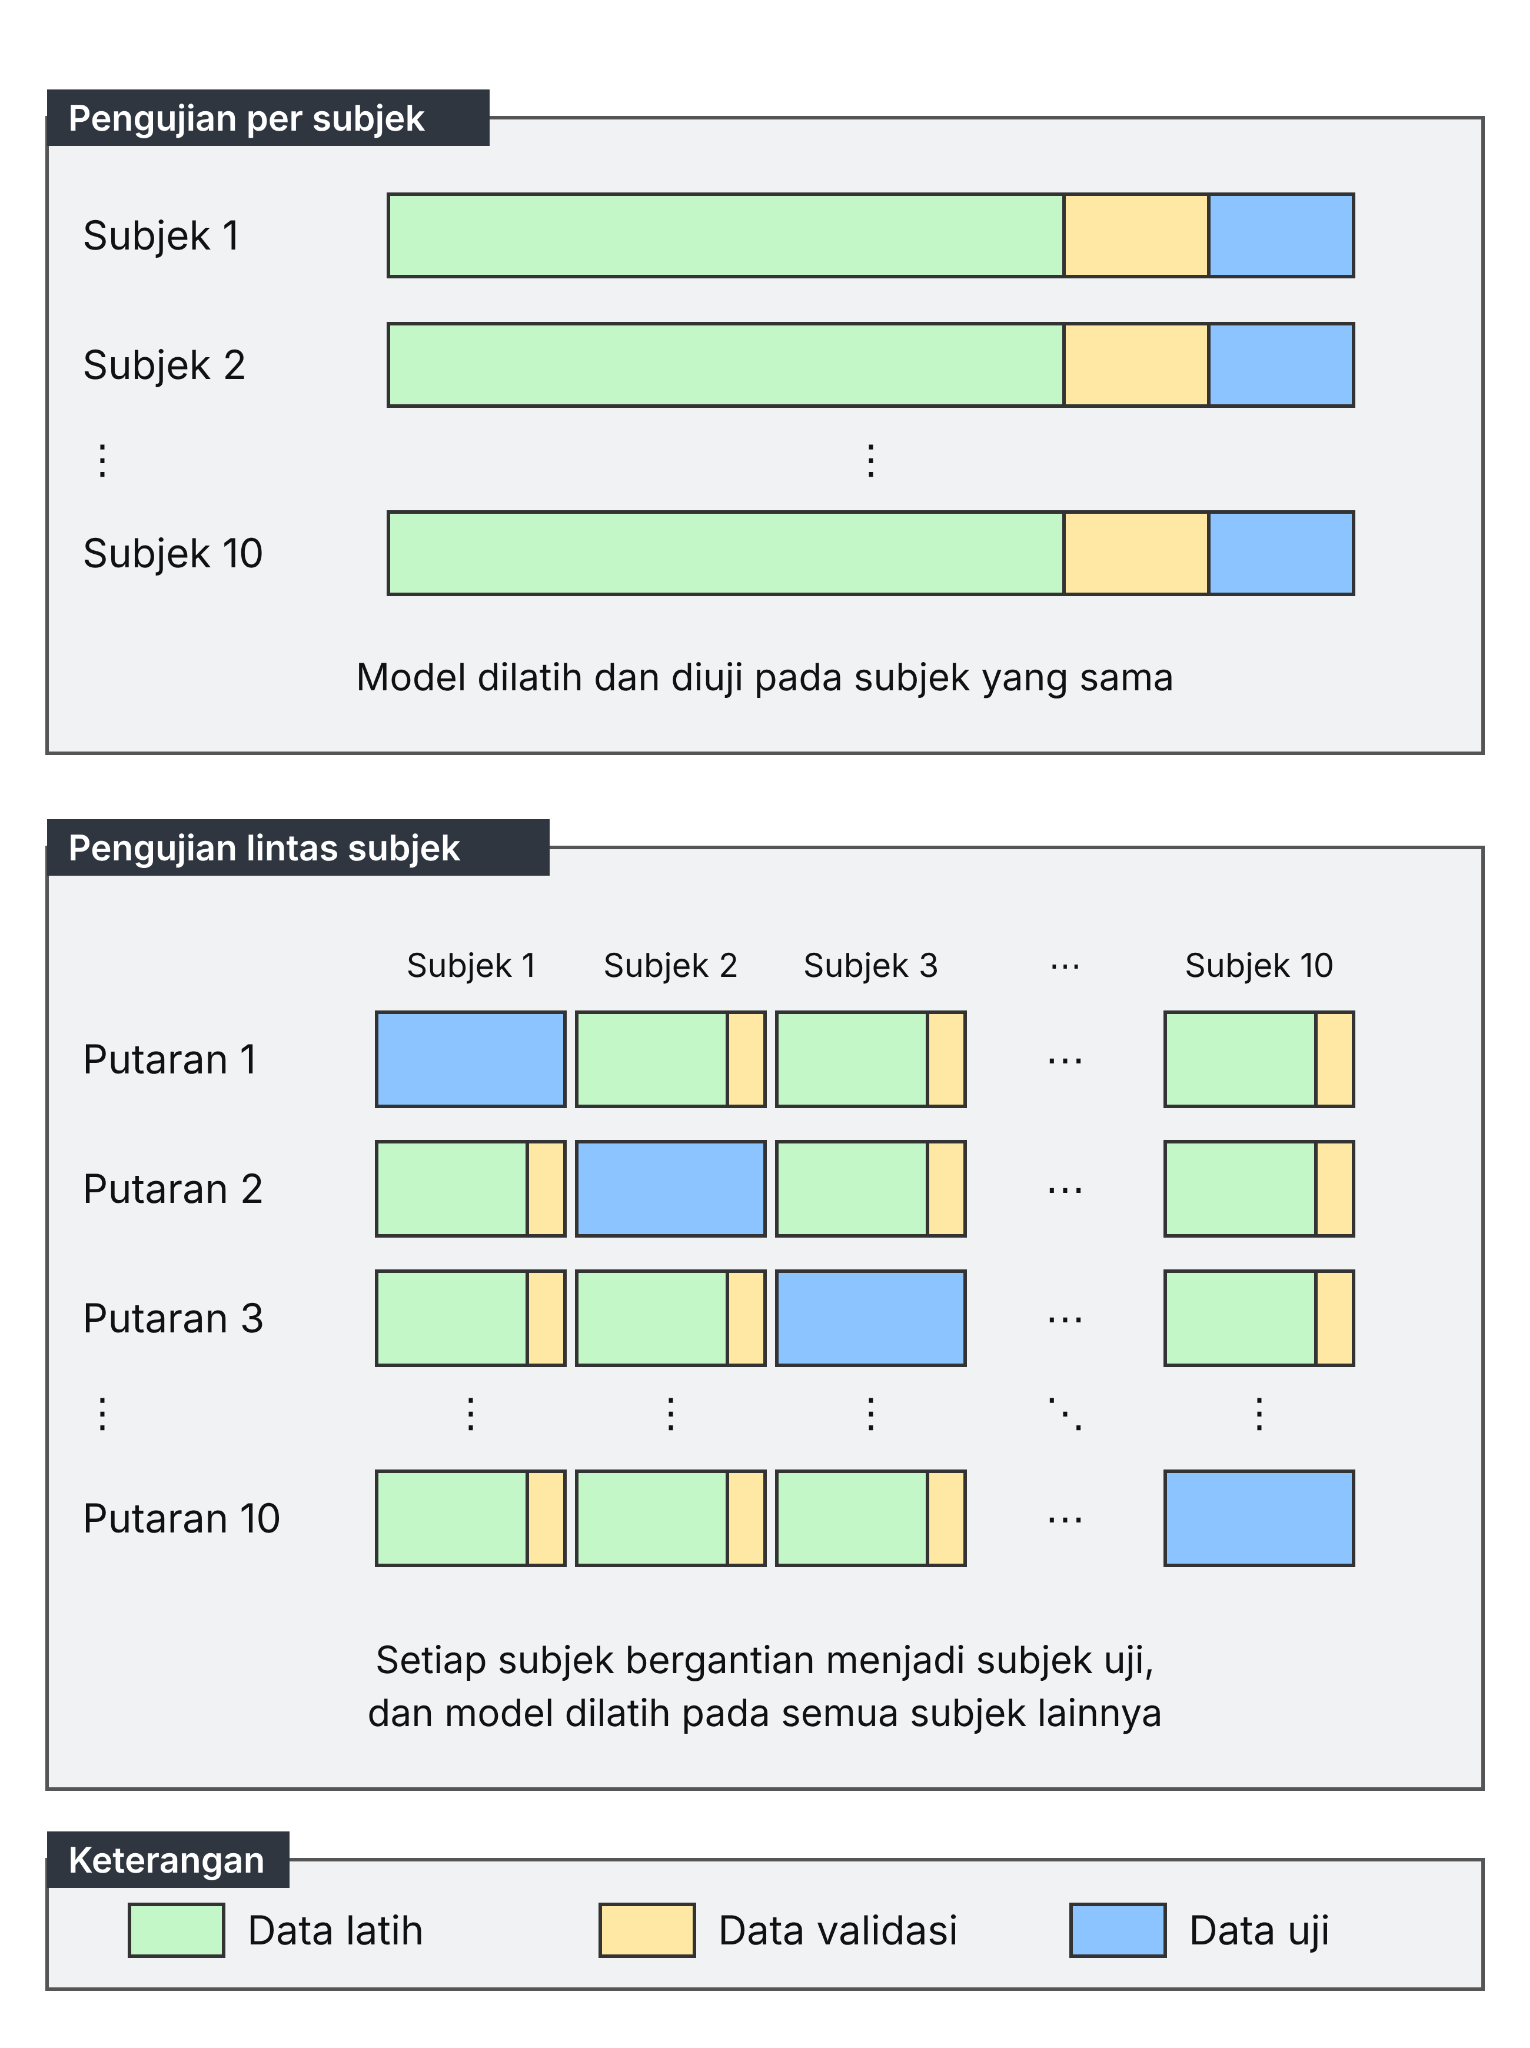 Pengujian per subjek
Subjek 1
Subjek 2
⋮ ⋮
Subjek 10
Model dilatih dan diuji pada subjek yang sama
Pengujian lintas subjek
Subjek 1 Subjek 2 Subjek 3 ⋯ Subjek 10
Putaran 1 ⋯
Putaran 2 ⋯
Putaran 3 ⋯
⋮ ⋮ ⋮ ⋮ ⋱ ⋮
Putaran 10 ⋯
Setiap subjek bergantian menjadi subjek uji,
dan model dilatih pada semua subjek lainnya
Keterangan
Data latih Data validasi Data uji